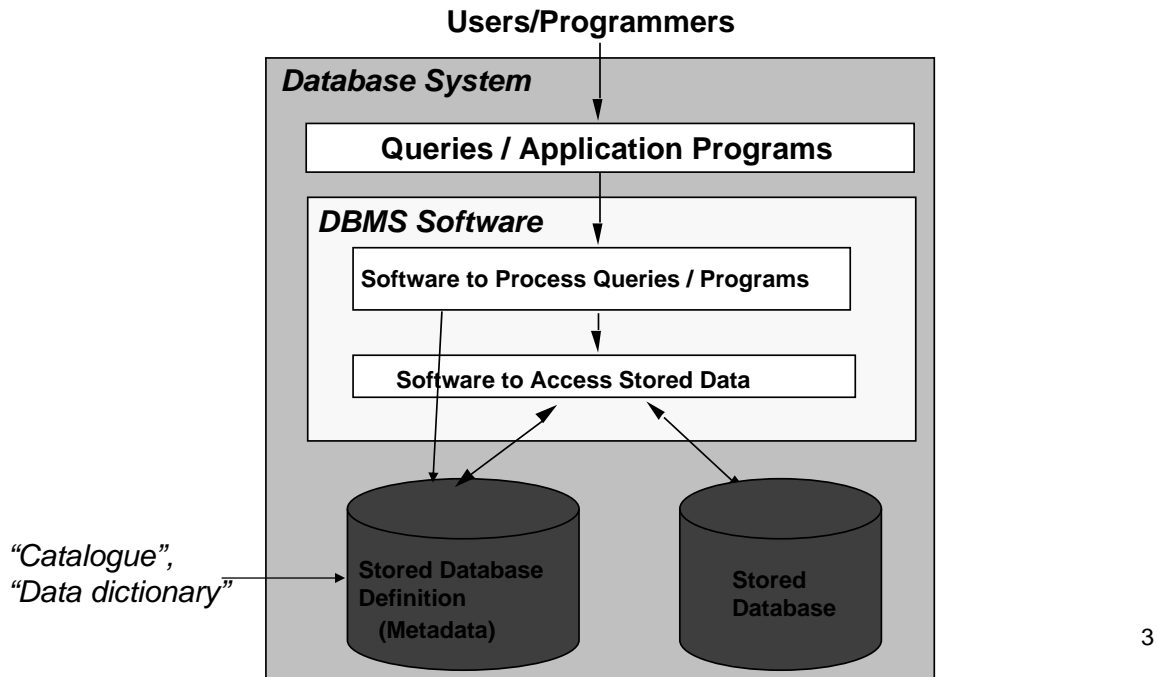 Users/Programmers
Database System
Queries / Application Programs
DBMS Software
Software to Process Queries / Programs
Software to Access Stored Data
“Catalogue”,
“Data dictionary”
Stored Database
Definition
(Metadata)
Stored
Database
3